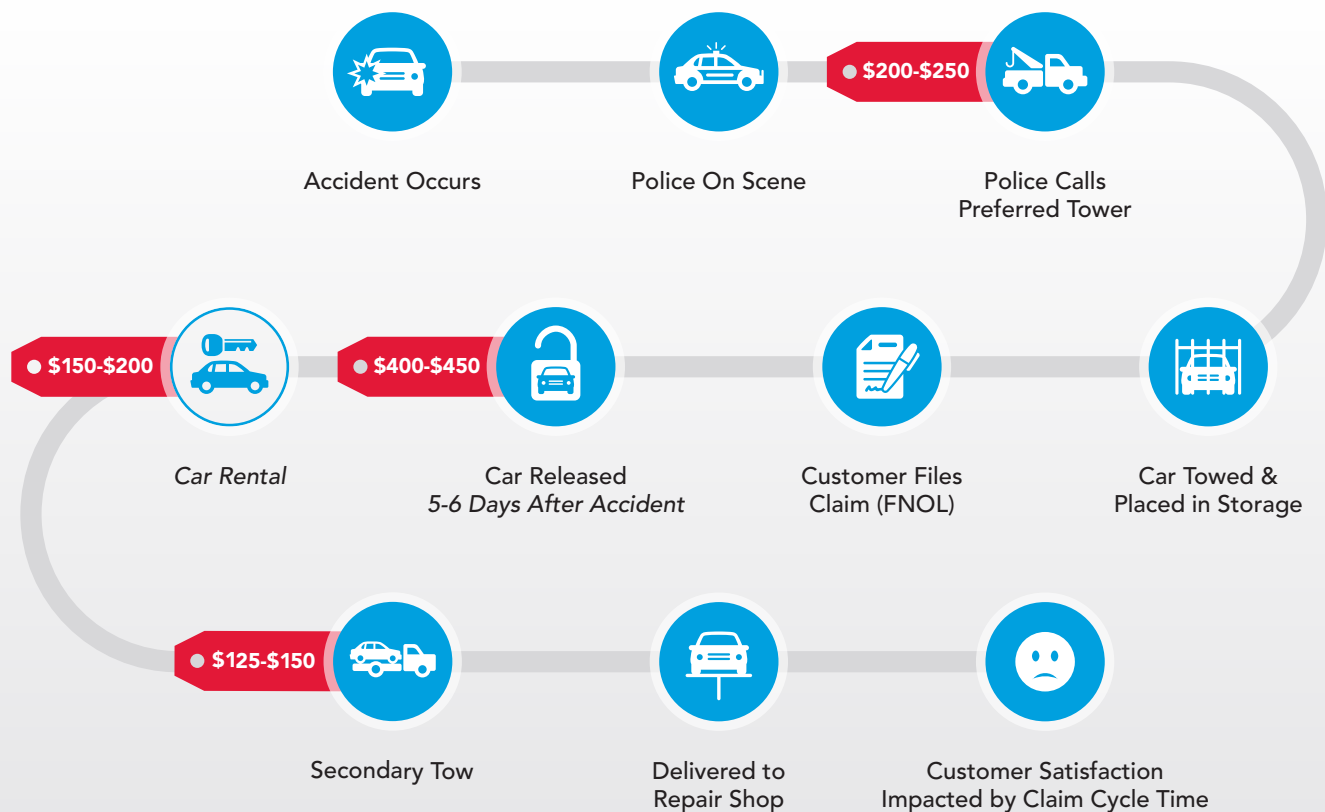 $200-$250
Accident Occurs
Police On Scene
Police Calls
Preferred Tower
$150-$200
$400-$450
Car Rental
Car Released
5-6 Days After Accident
Customer Files
Claim (FNOL)
Car Towed &
Placed in Storage
$125-$150
Secondary Tow
Delivered to
Repair Shop
Customer Satisfaction
Impacted by Claim Cycle Time